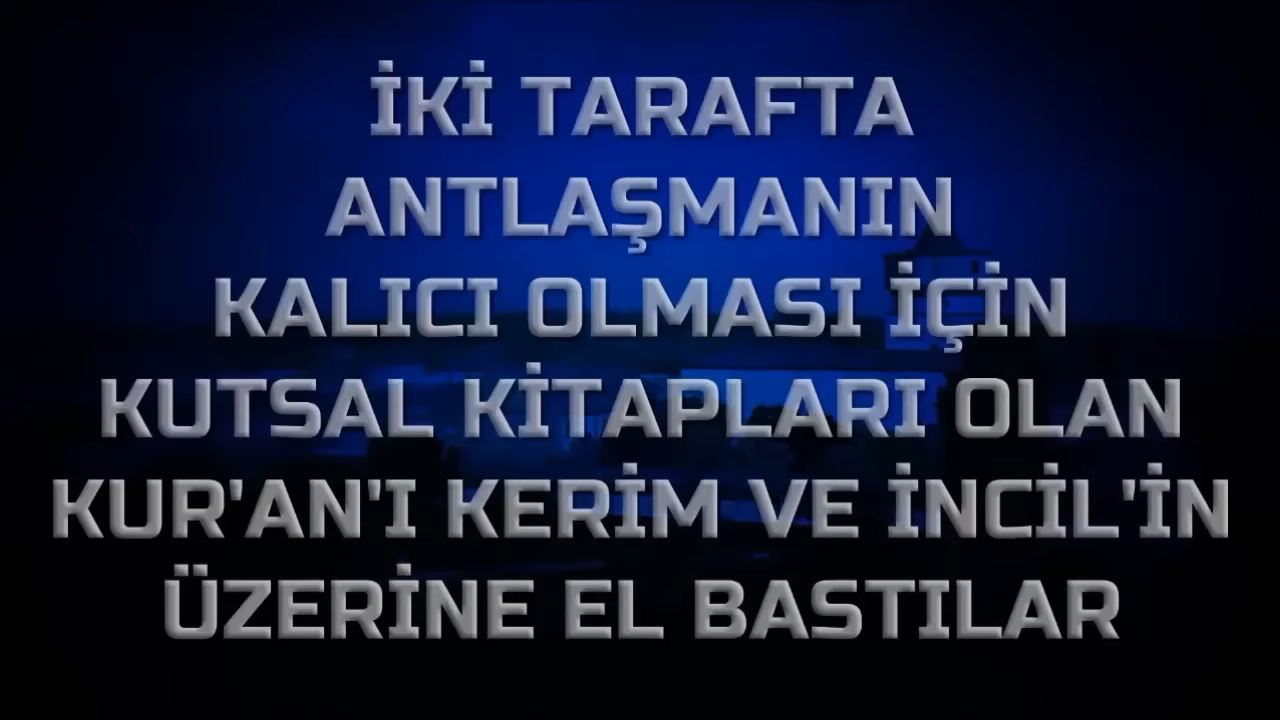 İKİ TARAFTA
ANTLAŞMANIN
KALICI OLMASI İÇİN
KUTSAL KİTAPLARI OLAN
KUR'AN'I KERİM VE İNCİL'İN
ÜZERİNE EL BASTILAR